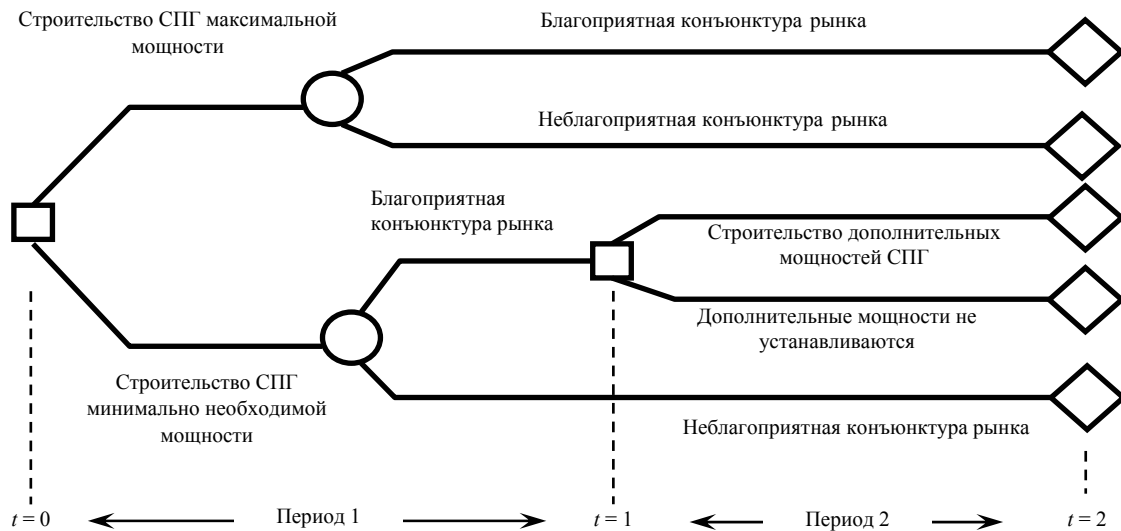 Строительство СПГ максимальной
мощности
Благоприятная конъюнктура рынка
Неблагоприятная конъюнктура рынка
Благоприятная
конъюнктура рынка
Строительство дополнительных
мощностей СПГ
Дополнительные мощности не
устанавливаются
Строительство СПГ
минимально необходимой
мощности
Неблагоприятная конъюнктура рынка
t = 0
Период 1
t = 1
Период 2
t = 2